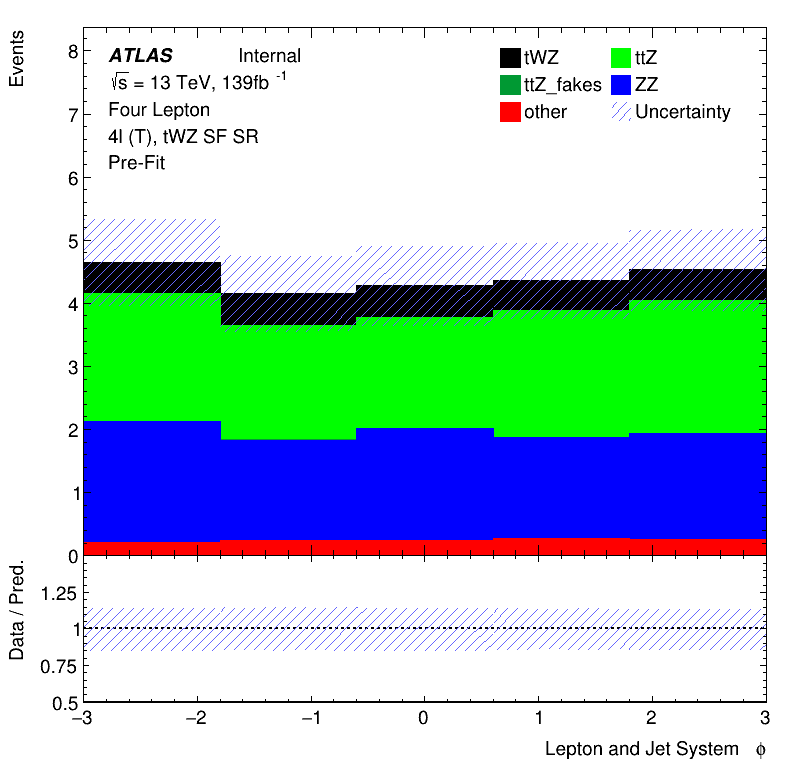 Events
8
7
6
5
4
3
2
1
0
ATLAS Internal
√s = 13 TeV, 139fb -1
Four Lepton
4l (T), tWZ SF SR
Pre-Fit
tWZ ttZ
ttZ_fakes ZZ
other Uncertainty
Data / Pred.
1.25
1
0.75
0.5
−3 −2 −1 0 1 2 3
Lepton and Jet System ϕ